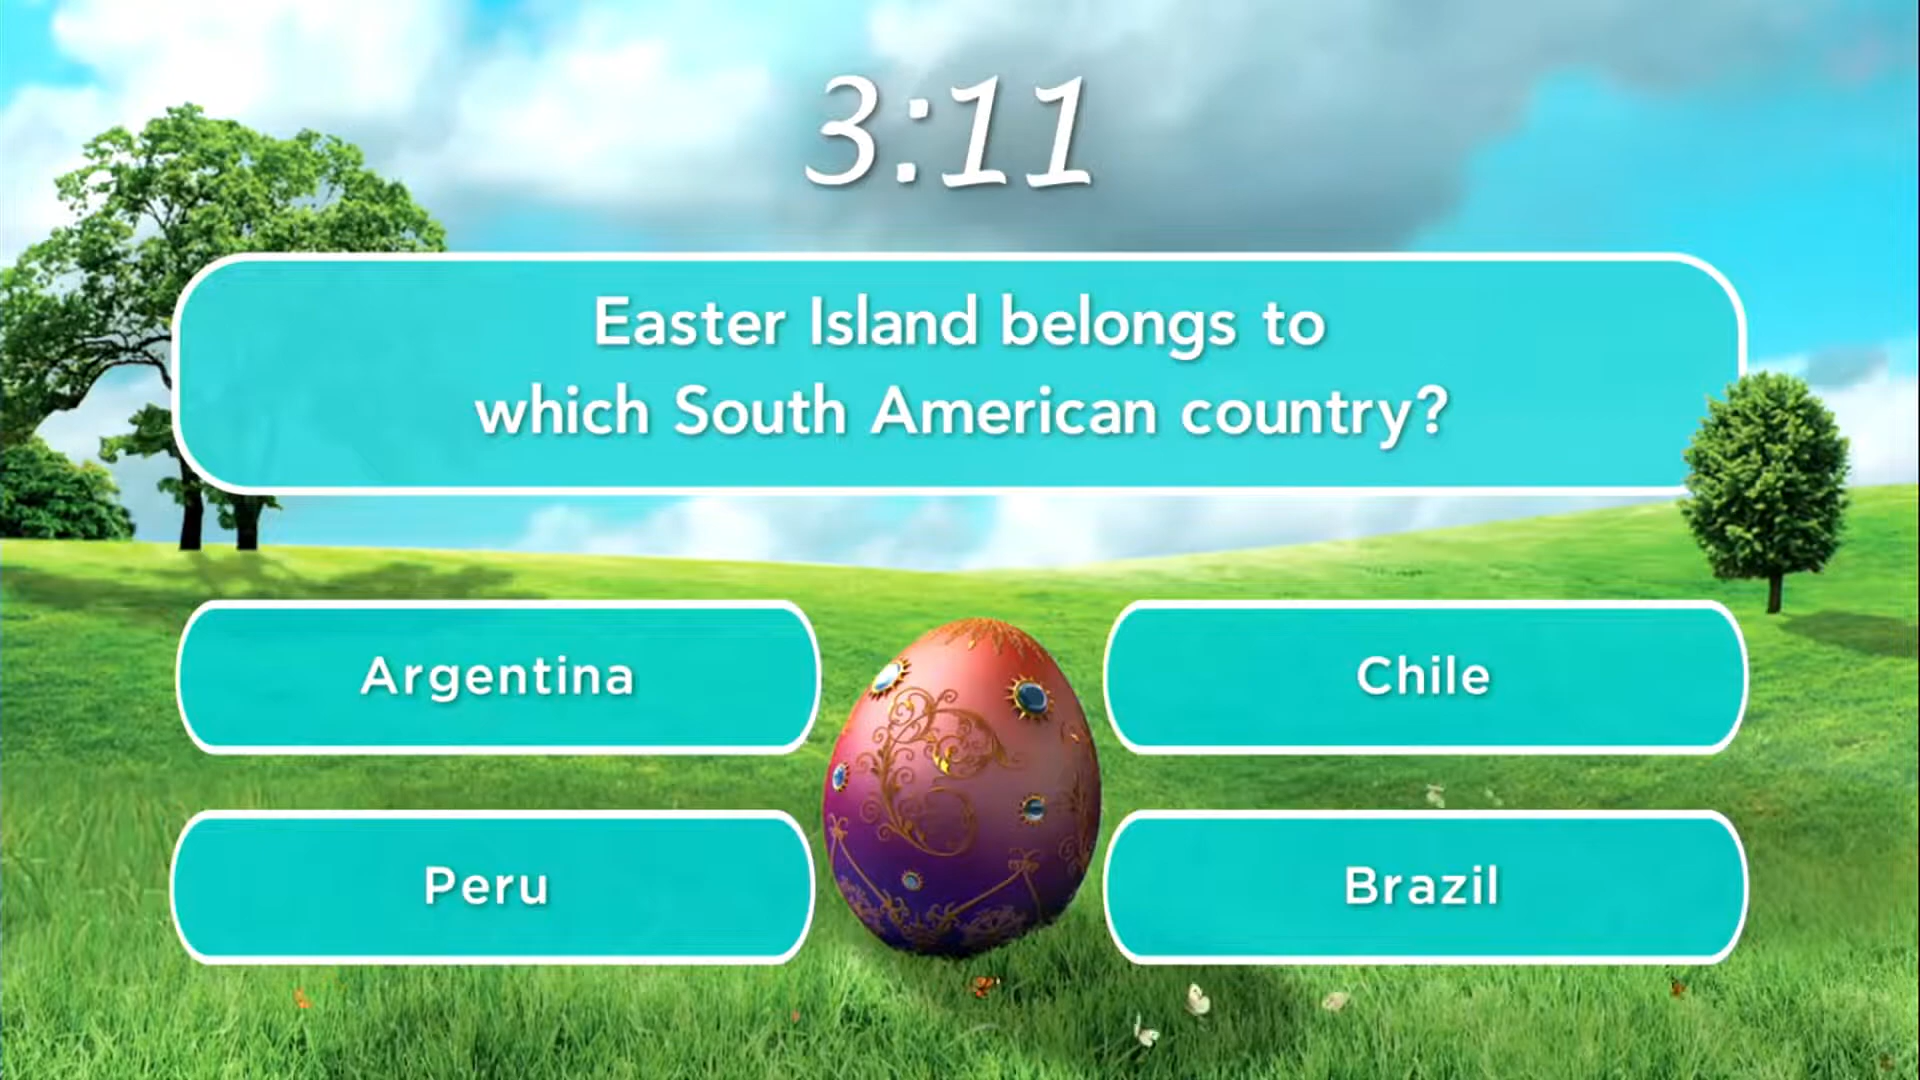 3:11
Easter Island belongs to
which South American country?
Argentina
Chile
Peru
Brazil